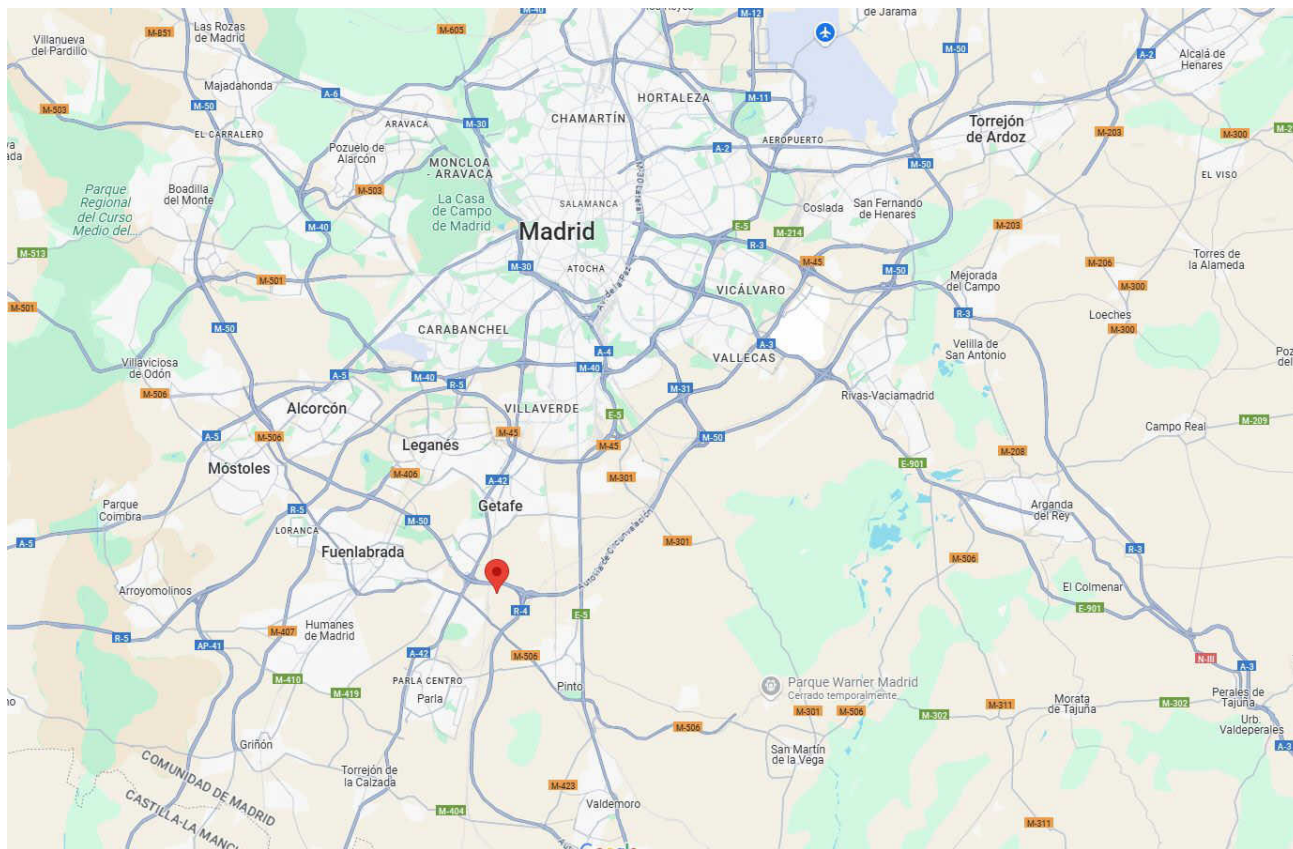 M-40
M-12
de Jarama
Villanueva
del Pardillo
M-851
Las Rozas
de Madrid
M-605
M-50
A-2
Alcalá de
Henares
Majadahonda
A-6
HORTALEZA
M-11
M-503
M-50
M-30
CHAMARTÍN
Torrejón
de Ardoz
M-203
M-300
EL CARRALERO
ARAVACA
AEROPUERTO
A-2
Pozuelo de
Alarcón
MONCLOA
- ARAVACA
M-50
EL VISO
M-503
Parque
Regional
del Curso
Medio del...
Boadilla
del Monte
La Casa
de Campo
de Madrid
SALAMANCA
Coslada
San Fernando
de Henares
M-40
Madrid
E-5
M-214
M-203
M-513
R-3
M-45
M-206
Torres de
la Alameda
M-30
ATOCHA
M-50
Mejorada
del Campo
M-501
Av. de la Paz
VICÁLVARO
M-300
M-501
R-3
Loeches
M-50
CARABANCHEL
A-3
M-300
Villaviciosa
de Odón
A-4
VALLECAS
Velilla de
San Antonio
A-5
M-40
R-5
M-40
M-31
M-506
Rivas-Vaciamadrid
Alcorcón
VILLAVERDE
E-5
M-209
A-5
M-506
M-45
M-50
Campo Real
Leganés
M-45
M-208
Móstoles
M-406
A-42
M-301
E-901
Parque
Coimbra
R-5
Getafe
Arganda
del Rey
M-50
LORANCA
Autovía de Circunvalación
M-301
A-5
Fuenlabrada
R-3
M-506
Arroyomolinos
El Colmenar
R-4
E-5
E-901
Humanes
de Madrid
M-407
R-5
AP-41
A-42
M-506
N-III
A-3
M-410
M-419
PARLA CENTRO
Pinto
Parque Warner Madrid
Cerrado temporalmente
Parla
M-301
M-506
M-311
Morata
de Tajuña
M-302
Perales de
Tajuña
M-302
Urb.
Valdeperales
M-506
Griñón
San Martín
de la Vega
A-3
COMUNIDAD DE MADRID
CASTILLA-LA MANC
Torrejón de
la Calzada
M-423
M-404
Valdemoro
M-311